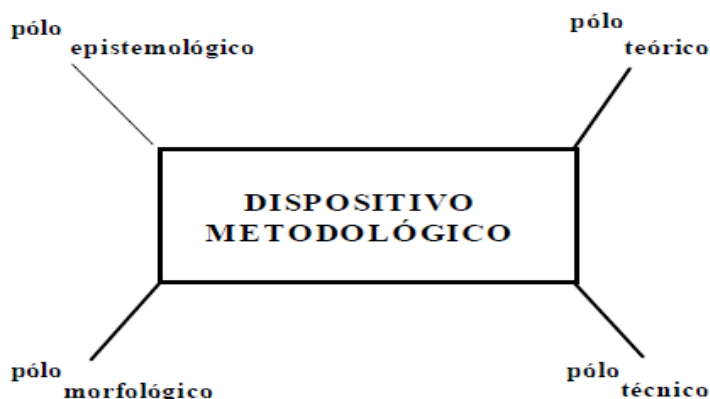 pólo epistemológico
pólo teórico
DISPOSITIVO
METODOLÓGICO
pólo morfológico
pólo técnico